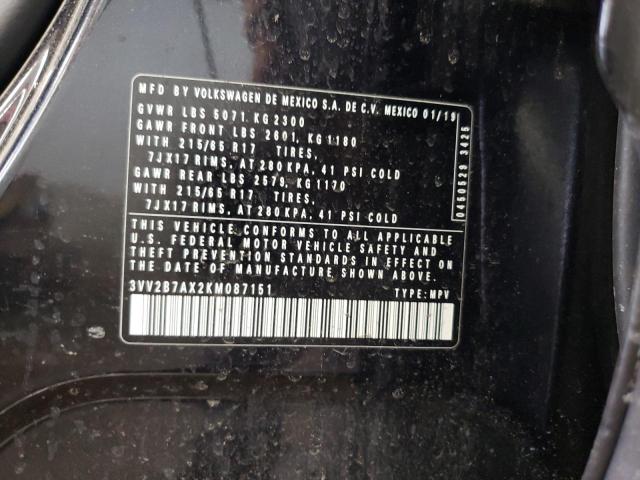 MFD BY VOLKSWAGEN DE MEXICO S.A. DE C.V. MEXICO 01/19
GVWR LBS 5071 KG 2300
GAWR FRONT LBS 2601, KG 1180
WITH 215/65 R17 TIRES,
7JX17 RIMS, AT 280 KPA, 41 PSI COLD
GAWR REAR LBS 2579, KG 1170
WITH 215/65 R17 TIRES,
7JX17 RIMS, AT 280 KPA, 41 PSI COLD
THIS VEHICLE CONFORMS TO ALL APPLICABLE
U.S. FEDERAL MOTOR VEHICLE SAFETY AND
THEFT PREVENTION STANDARDS IN EFFECT ON
THE DATE OF MANUFACTURE SHOWN ABOVE
3VV2B7AX2KM087151 TYPE: MPV
0450528 3425